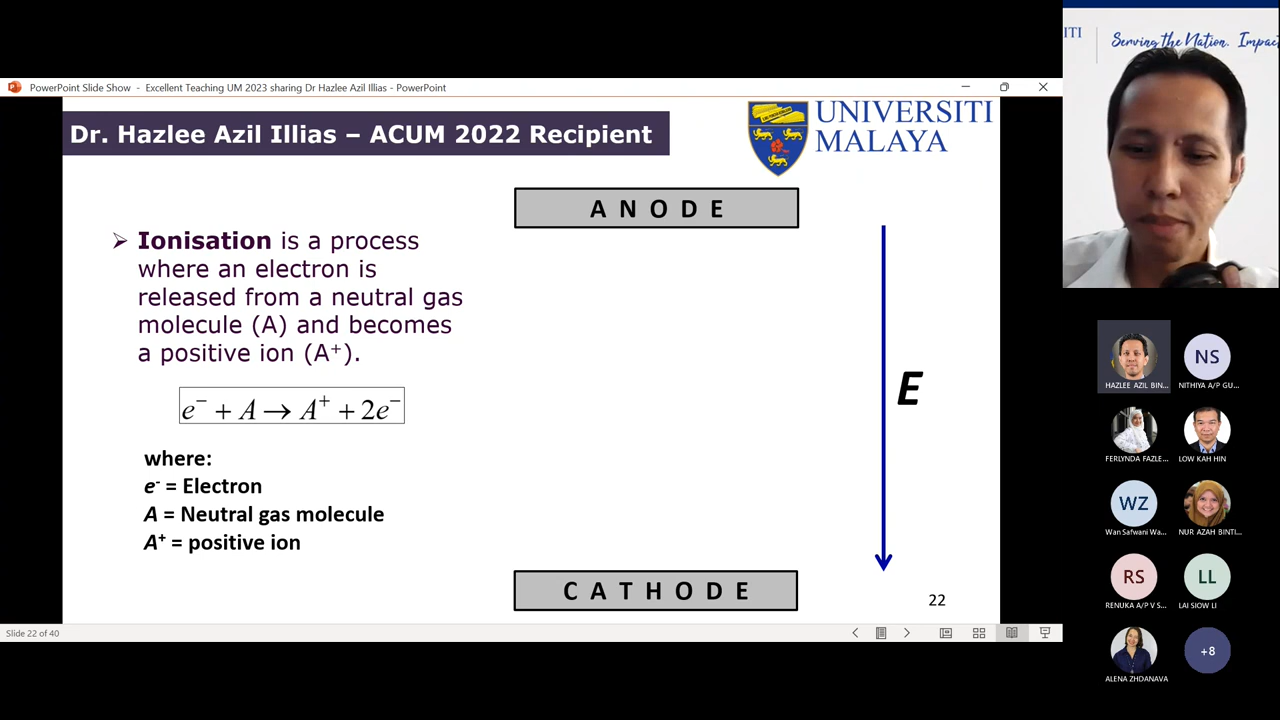 ITI
Serving the Nation. Impac
PowerPoint Slide Show - Excellent Teaching UM 2023 sharing Dr Hazlee Azil Illias - PowerPoint
Dr. Hazlee Azil Illias – ACUM 2022 Recipient
UNIVERSITI
MALAYA
ANODE
➢ Ionisation is a process
where an electron is
released from a neutral gas
molecule (A) and becomes
a positive ion (A⁺).
e⁻ + A → A⁺ + 2e⁻
where:
e⁻ = Electron
A = Neutral gas molecule
A⁺ = positive ion
E
CATHODE
22
Slide 22 of 40
HAZLEE AZIL BIN...
NS
NITHIYA A/P GU...
FERLYNDA FAZLE...
LOW KAH HIN
WZ
Wan Safwani Wa...
NUR AZAH BINTI...
RS
RENUKA A/P V S...
LL
LAI SIOW LI
ALENA ZHDANAVA
+8